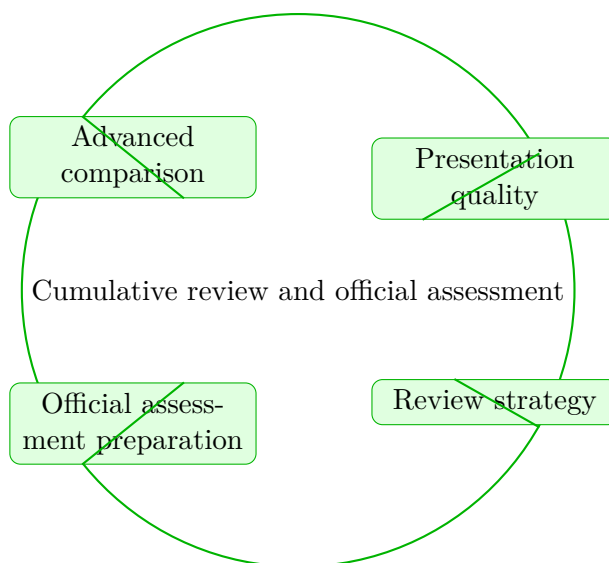 Advanced
comparison
Presentation
quality
Cumulative review and official assessment
Official assess-
ment preparation
Review strategy